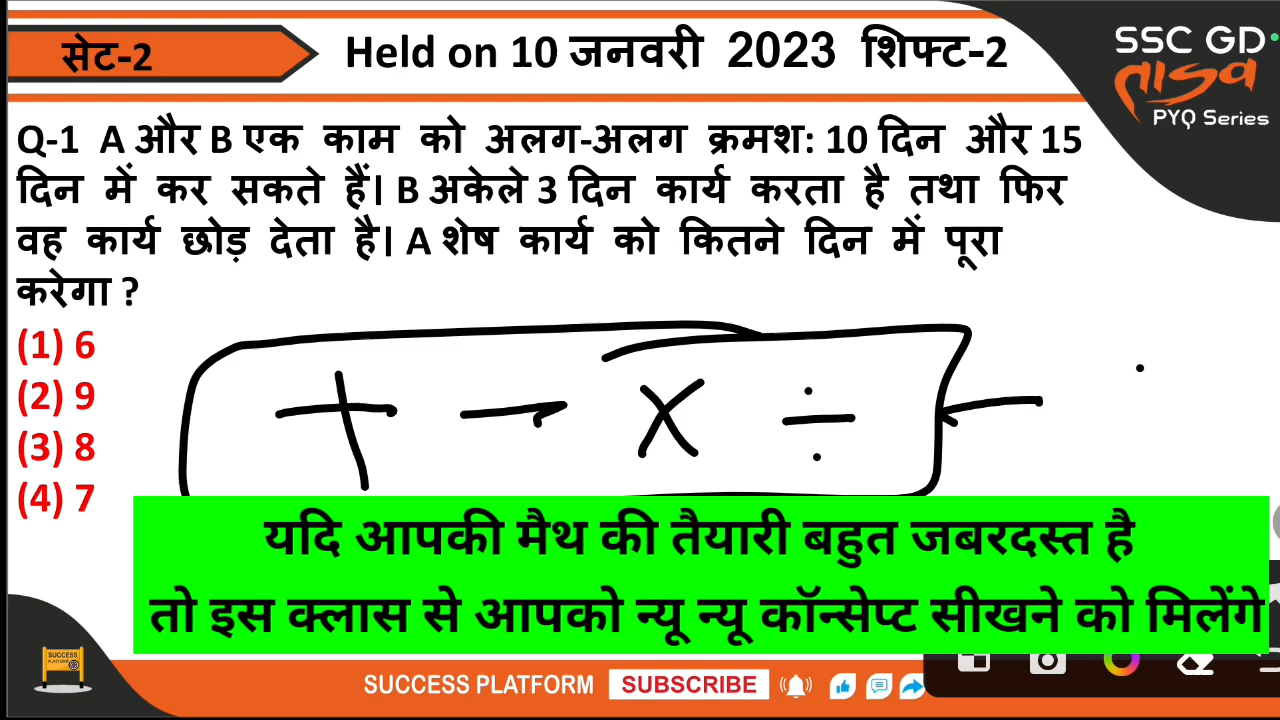 सेट-2
Held on 10 जनवरी 2023 शिफ्ट-2
SSC GD
ताण्डव
PYQ Series
Q-1 A और B एक काम को अलग-अलग क्रमश: 10 दिन और 15
दिन में कर सकते हैं। B अकेले 3 दिन कार्य करता है तथा फिर
वह कार्य छोड़ देता है। A शेष कार्य को कितने दिन में पूरा
करेगा ?
(1) 6
(2) 9
(3) 8
(4) 7
+ - × ÷
यदि आपकी मैथ की तैयारी बहुत जबरदस्त है
तो इस क्लास से आपको न्यू न्यू कॉन्सेप्ट सीखने को मिलेंगे
SUCCESS
PLATFORM
SUCCESS PLATFORM SUBSCRIBE